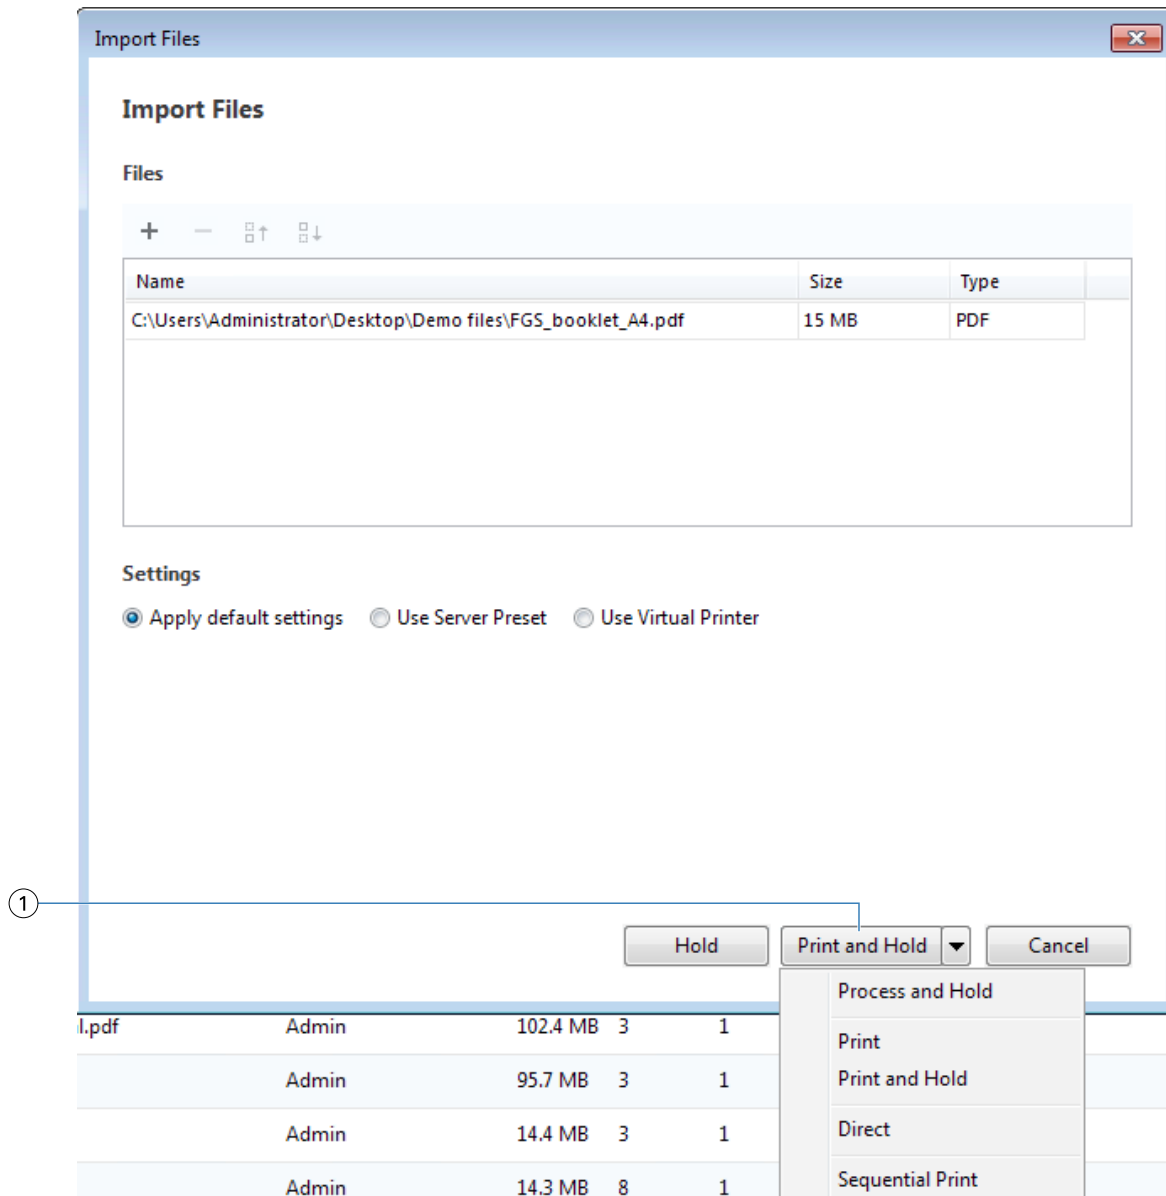 Import Files
Import Files
Files
Name Size Type
C:\Users\Administrator\Desktop\Demo files\FGS_booklet_A4.pdf 15 MB PDF
Settings
Apply default settings Use Server Preset Use Virtual Printer
1
Hold Print and Hold Cancel
Process and Hold
l.pdf Admin 102.4 MB 3 1
Print
Print and Hold
Admin 95.7 MB 3 1
Direct
Admin 14.4 MB 3 1
Sequential Print
Admin 14.3 MB 8 1